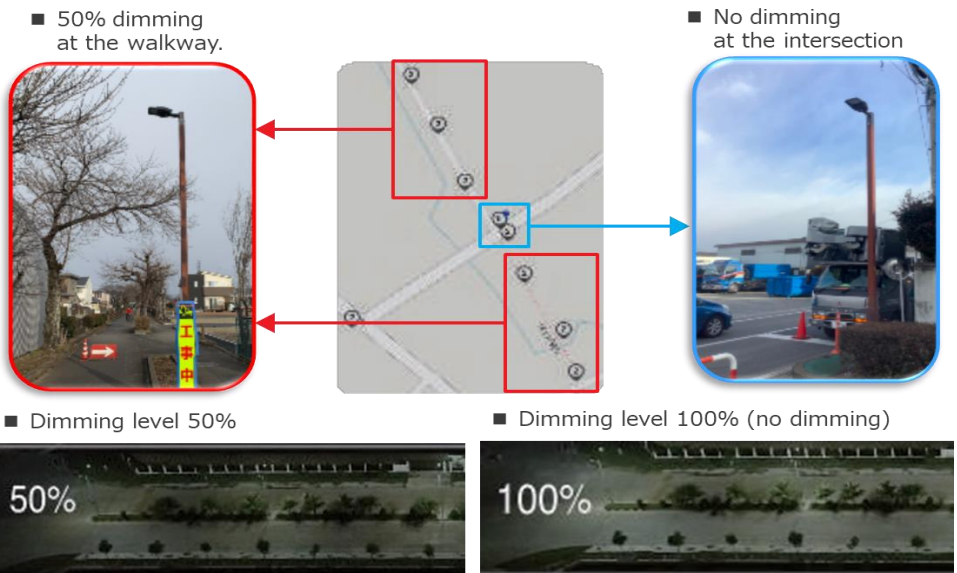 ■ 50% dimming
at the walkway.
■ No dimming
at the intersection
工
事
中
■ Dimming level 50%
■ Dimming level 100% (no dimming)
50%
100%